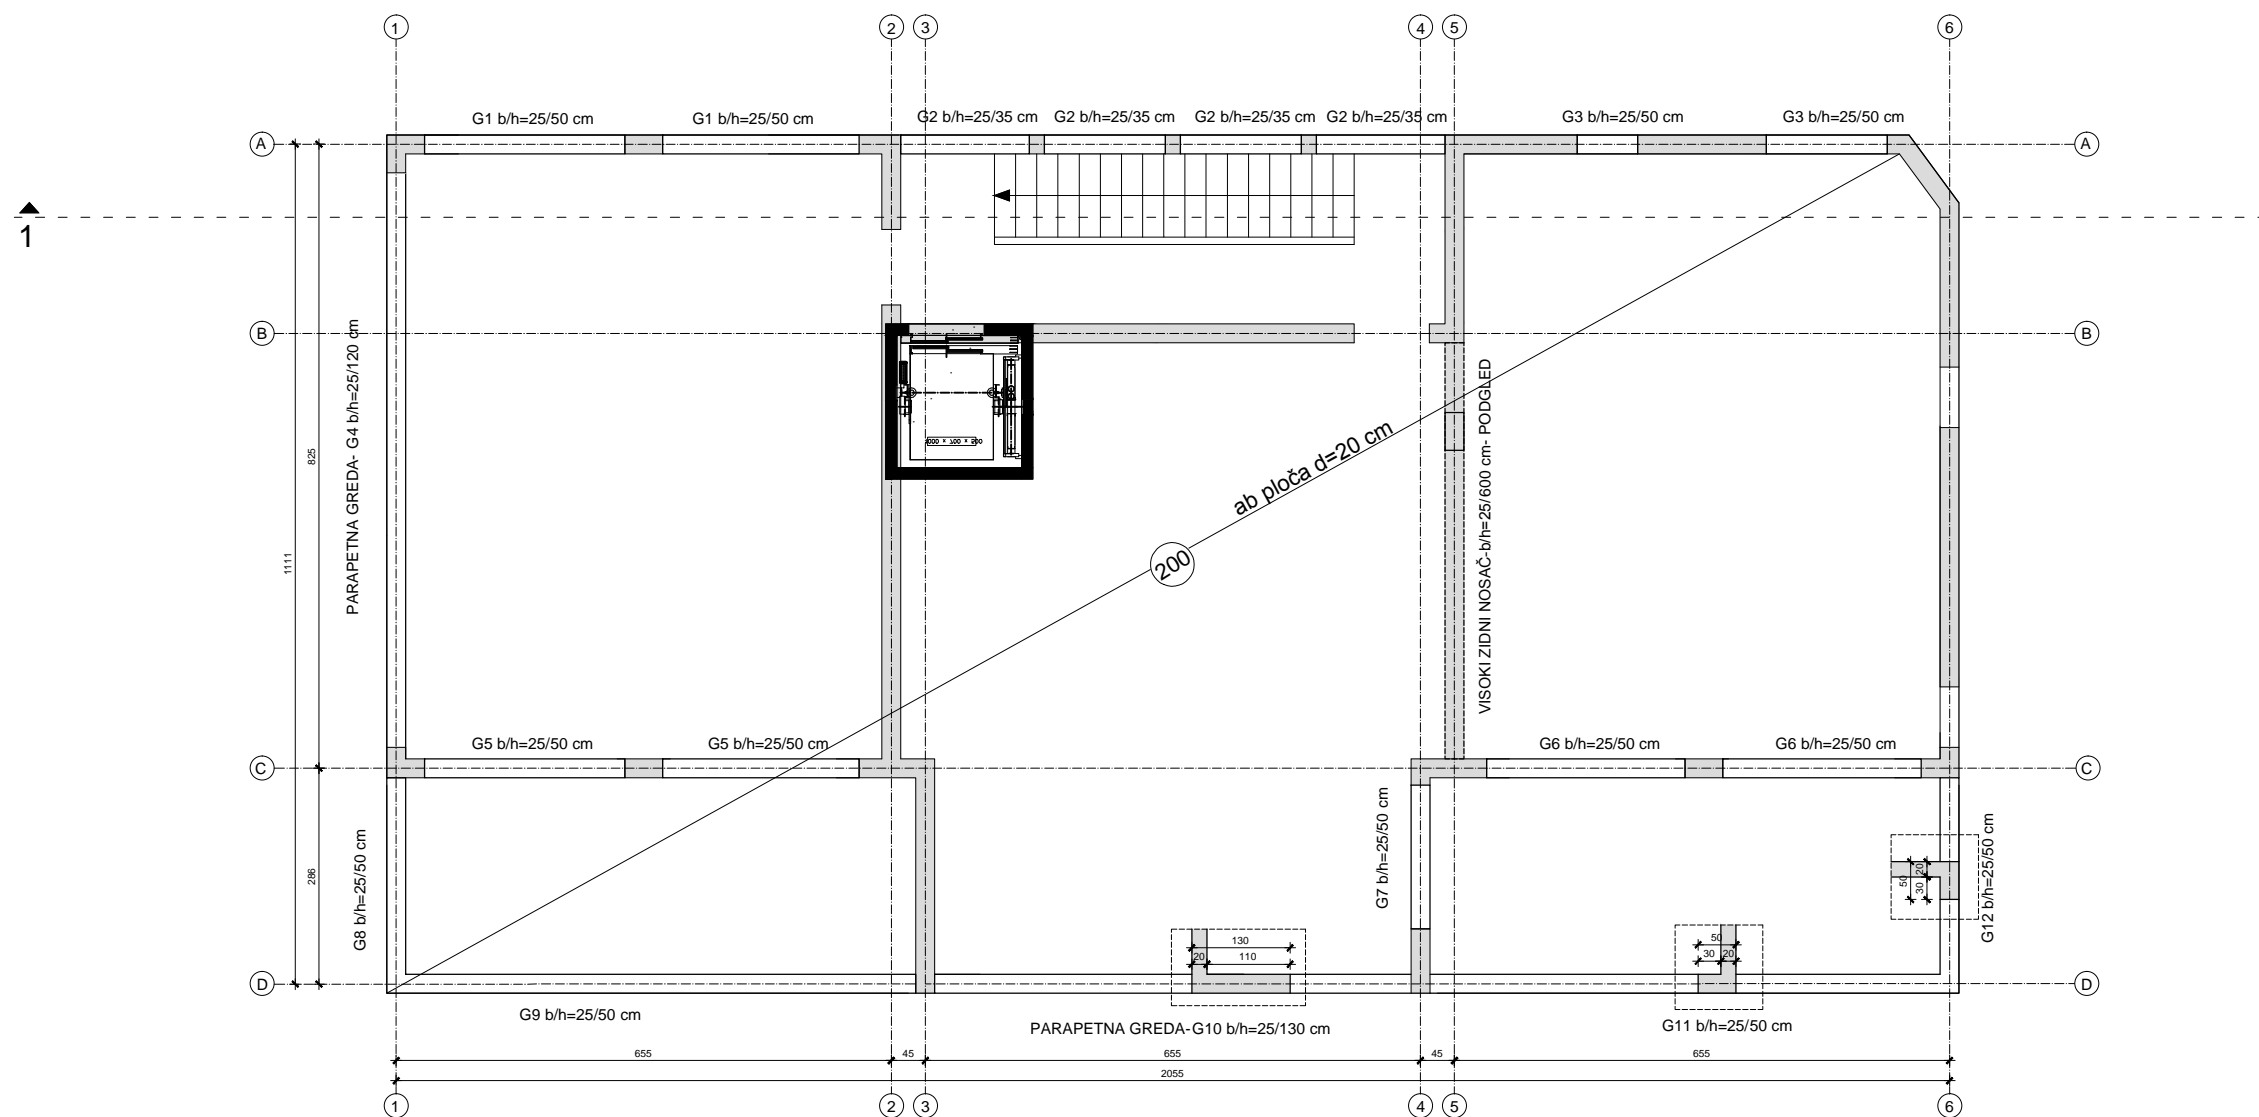 1 2 3 4 5 6
G1 b/h=25/50 cm G1 b/h=25/50 cm G2 b/h=25/35 cm G2 b/h=25/35 cm G2 b/h=25/35 cm G2 b/h=25/35 cm G3 b/h=25/50 cm G3 b/h=25/50 cm
A A
1
B B
PARAPETNA GREDA- G4 b/h=25/120 cm
825
1111
VISOKI ZIDNI NOSAČ-b/h=25/600 cm- PODGLED
ab ploča d=20 cm
200
G5 b/h=25/50 cm G5 b/h=25/50 cm G6 b/h=25/50 cm G6 b/h=25/50 cm
C C
286
G8 b/h=25/50 cm
G7 b/h=25/50 cm
G12 b/h=25/50 cm
50 20
30
130
20 110
50
30 20
D D
G9 b/h=25/50 cm
PARAPETNA GREDA-G10 b/h=25/130 cm
G11 b/h=25/50 cm
655 45 655 45 655
2055
1 2 3 4 5 6